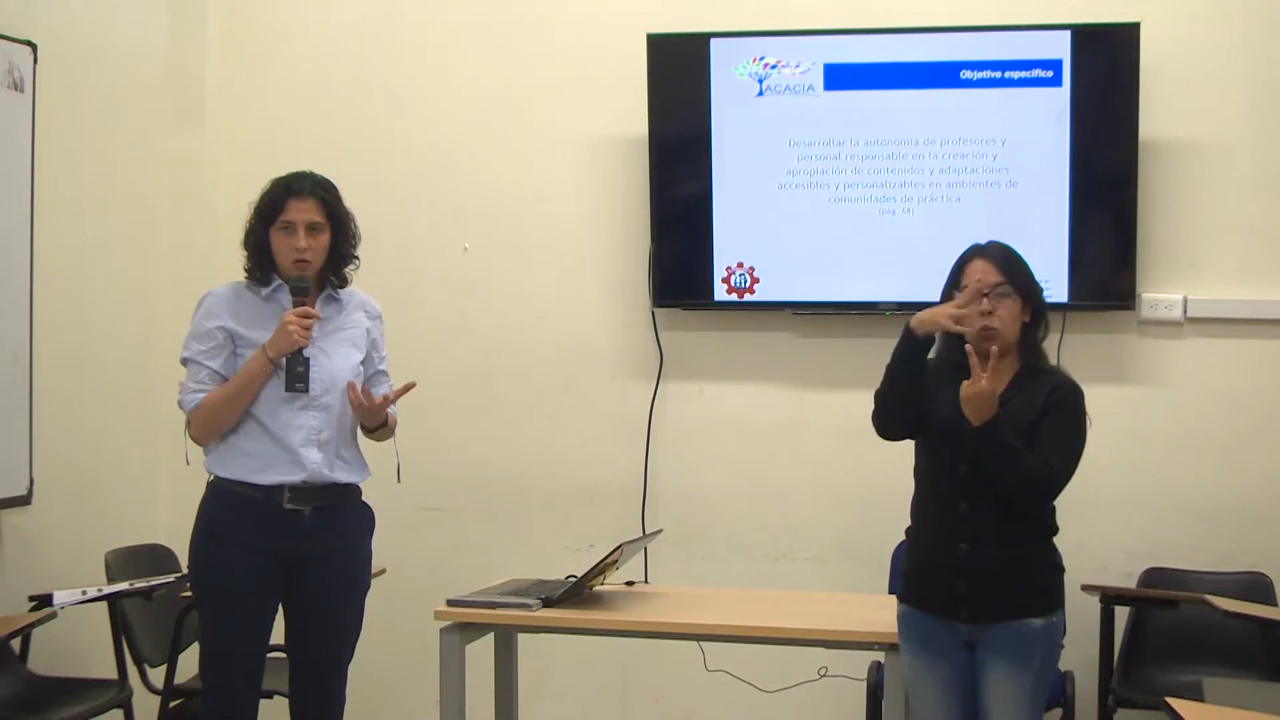 ACACIA
Objetivo específico
Desarrollar la autonomía de profesores y
personal responsable en la creación y
apropiación de contenidos y adaptaciones
accesibles y personalizables en ambientes de
comunidades de práctica.
(pág. 68)